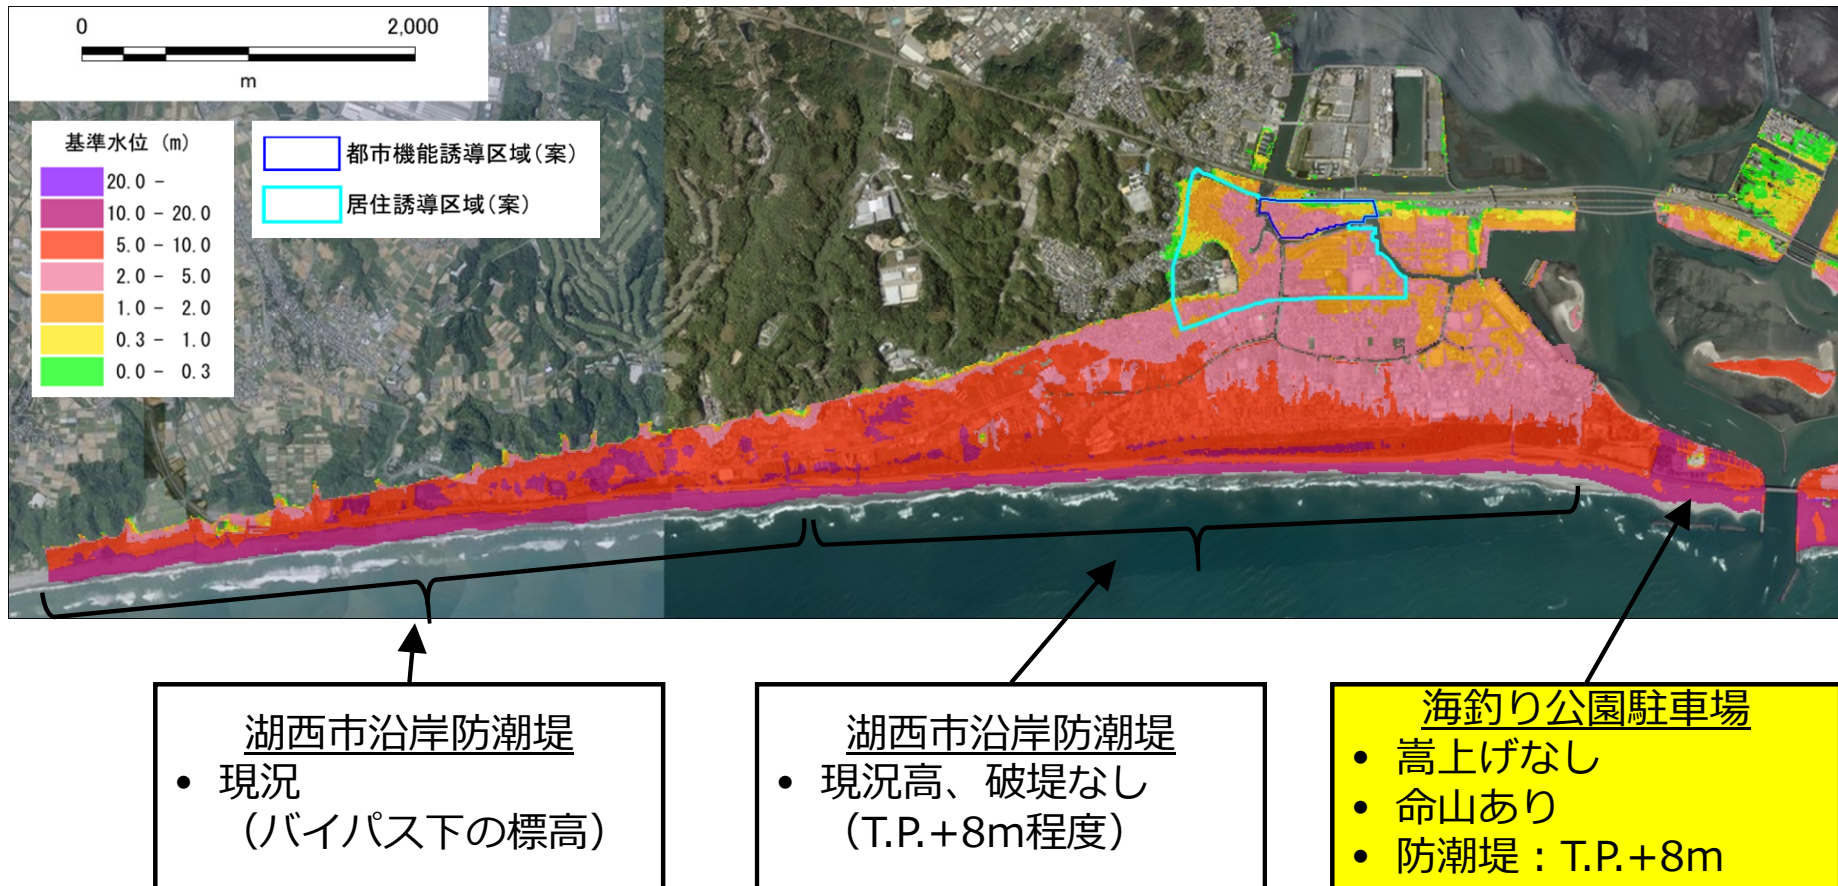 0 2,000
m
基準水位 (m)
20.0 -
10.0 - 20.0
5.0 - 10.0
2.0 - 5.0
1.0 - 2.0
0.3 - 1.0
0.0 - 0.3
都市機能誘導区域(案)
居住誘導区域(案)
湖西市沿岸防潮堤
• 現況
（バイパス下の標高）
湖西市沿岸防潮堤
• 現況高、破堤なし
（T.P.+8m程度）
海釣り公園駐車場
• 嵩上げなし
• 命山あり
• 防潮堤：T.P.+8m